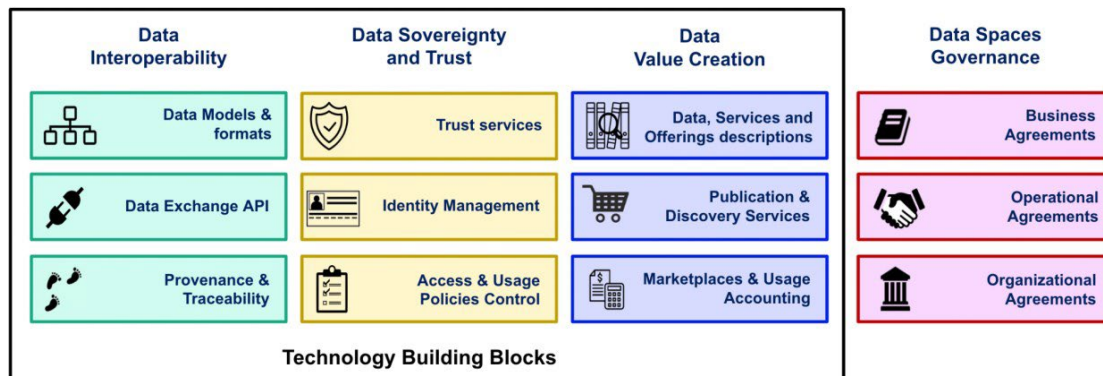 Data
Interoperability
Data Sovereignty
and Trust
Data
Value Creation
Data Spaces
Governance
Data Models &
formats
Trust services
Data, Services and
Offerings descriptions
Business
Agreements
Data Exchange API
Identity Management
Publication &
Discovery Services
Operational
Agreements
Provenance &
Traceability
Access & Usage
Policies Control
Marketplaces & Usage
Accounting
Organizational
Agreements
Technology Building Blocks